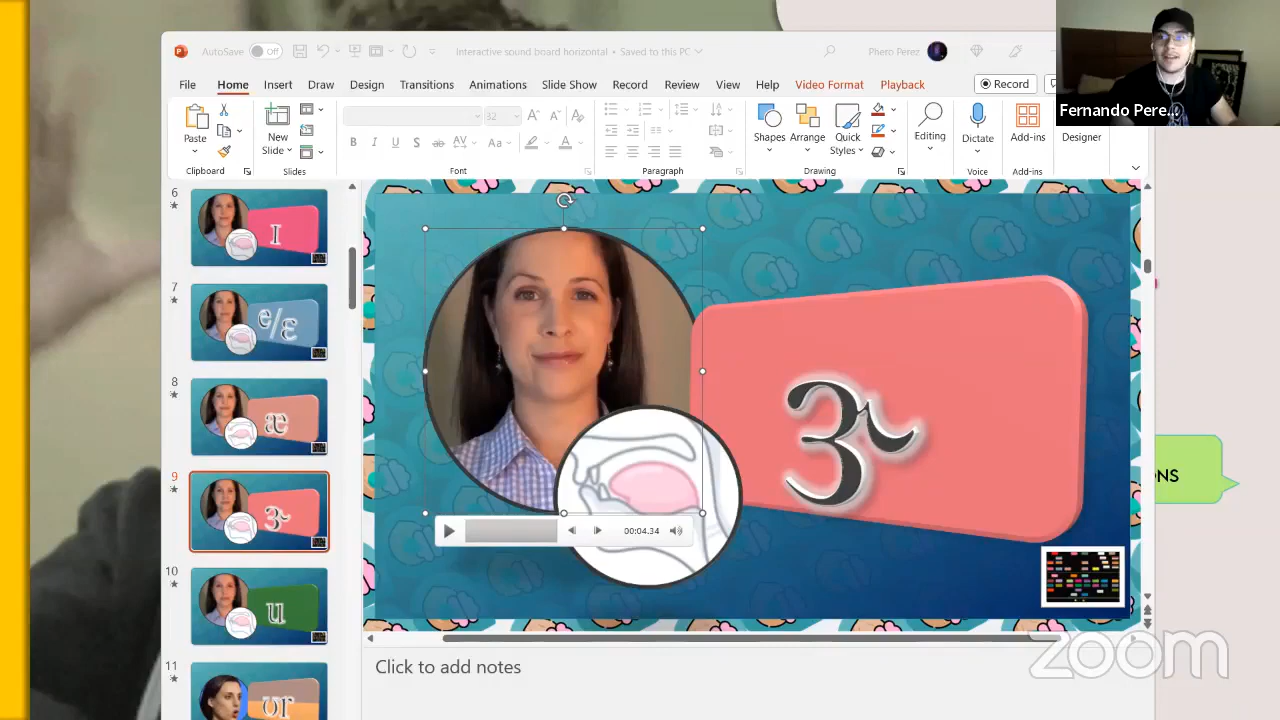 AutoSave Off
Interactive sound board horizontal • Saved to this PC
Pheto Perez
Fernando Pere...
File Home Insert Draw Design Transitions Animations Slide Show Record Review View Help Video Format Playback
Record
Paste
New Slide
32
Shapes Arrange Quick Styles
Editing
Dictate
Add-ins
Designer
Clipboard Slides Font Paragraph Drawing Voice Add-ins
6
I
7
e/ɛ
8
æ
9
ɝ
10
u
11
ʊr
ɝ
00:04.34
NS
Click to add notes
zoom